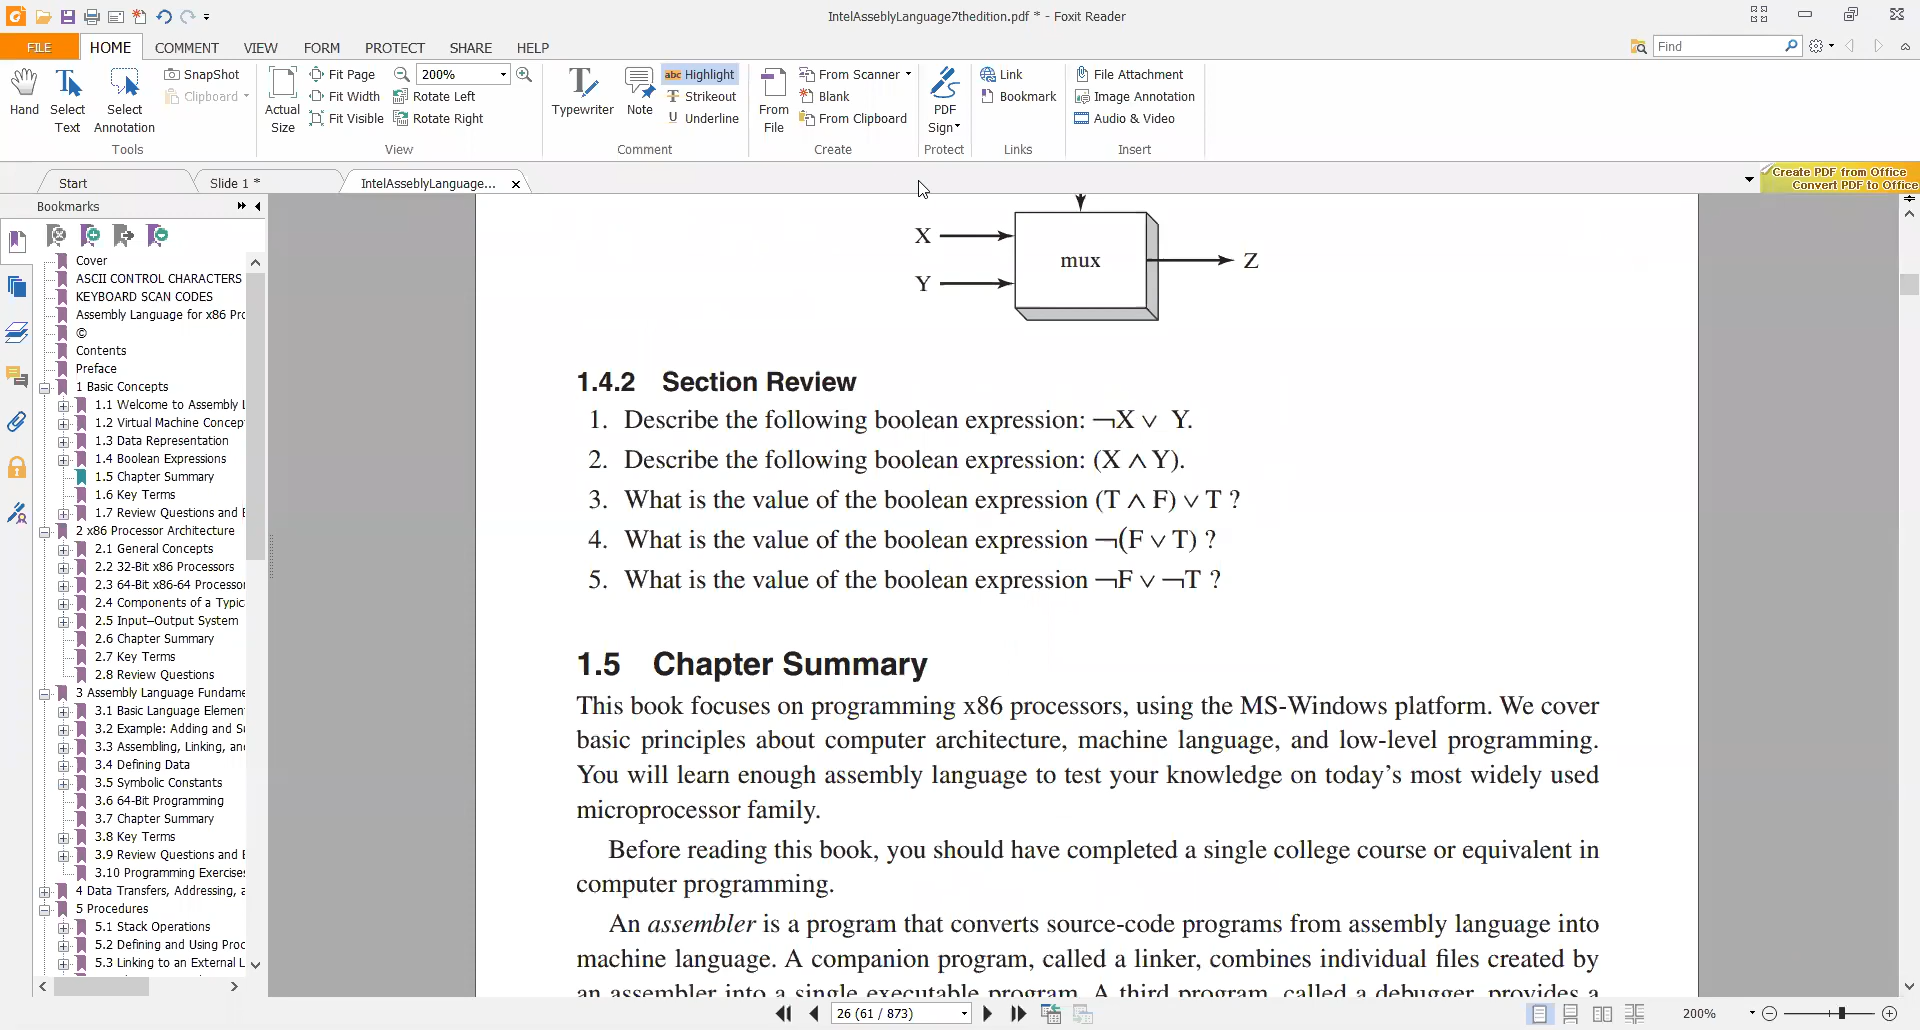 IntelAsseblyLanguage7thedition.pdf * - Foxit Reader
FILE HOME COMMENT VIEW FORM PROTECT SHARE HELP
Find
Hand
Select Text
Select Annotation
SnapShot
Clipboard
Tools
Actual Size
Fit Page
Fit Width
Fit Visible
200%
Rotate Left
Rotate Right
View
Typewriter
Note
abc Highlight
Strikeout
Underline
Comment
From File
From Scanner
Blank
From Clipboard
Create
PDF Sign
Protect
Link
Bookmark
Links
File Attachment
Image Annotation
Audio & Video
Insert
Start
Slide 1 *
IntelAsseblyLanguage...
Create PDF from Office
Convert PDF to Office
Bookmarks
Cover
ASCII CONTROL CHARACTERS
KEYBOARD SCAN CODES
Assembly Language for x86 Prc
©
Contents
Preface
1 Basic Concepts
1.1 Welcome to Assembly L
1.2 Virtual Machine Concep
1.3 Data Representation
1.4 Boolean Expressions
1.5 Chapter Summary
1.6 Key Terms
1.7 Review Questions and E
2 x86 Processor Architecture
2.1 General Concepts
2.2 32-Bit x86 Processors
2.3 64-Bit x86-64 Processor
2.4 Components of a Typic
2.5 Input–Output System
2.6 Chapter Summary
2.7 Key Terms
2.8 Review Questions
3 Assembly Language Fundame
3.1 Basic Language Elemen
3.2 Example: Adding and Su
3.3 Assembling, Linking, an
3.4 Defining Data
3.5 Symbolic Constants
3.6 64-Bit Programming
3.7 Chapter Summary
3.8 Key Terms
3.9 Review Questions and E
3.10 Programming Exercises
4 Data Transfers, Addressing, a
5 Procedures
5.1 Stack Operations
5.2 Defining and Using Proc
5.3 Linking to an External L
X
mux
Z
Y
1.4.2 Section Review
1. Describe the following boolean expression: ¬X ∨ Y.
2. Describe the following boolean expression: (X ∧ Y).
3. What is the value of the boolean expression (T ∧ F) ∨ T ?
4. What is the value of the boolean expression ¬(F ∨ T) ?
5. What is the value of the boolean expression ¬F ∨ ¬T ?
1.5 Chapter Summary
This book focuses on programming x86 processors, using the MS-Windows platform. We cover
basic principles about computer architecture, machine language, and low-level programming.
You will learn enough assembly language to test your knowledge on today’s most widely used
microprocessor family.
Before reading this book, you should have completed a single college course or equivalent in
computer programming.
An assembler is a program that converts source-code programs from assembly language into
machine language. A companion program, called a linker, combines individual files created by
an assembler into a single executable program. A third program, called a debugger, provides a
26 (61 / 873)
200%